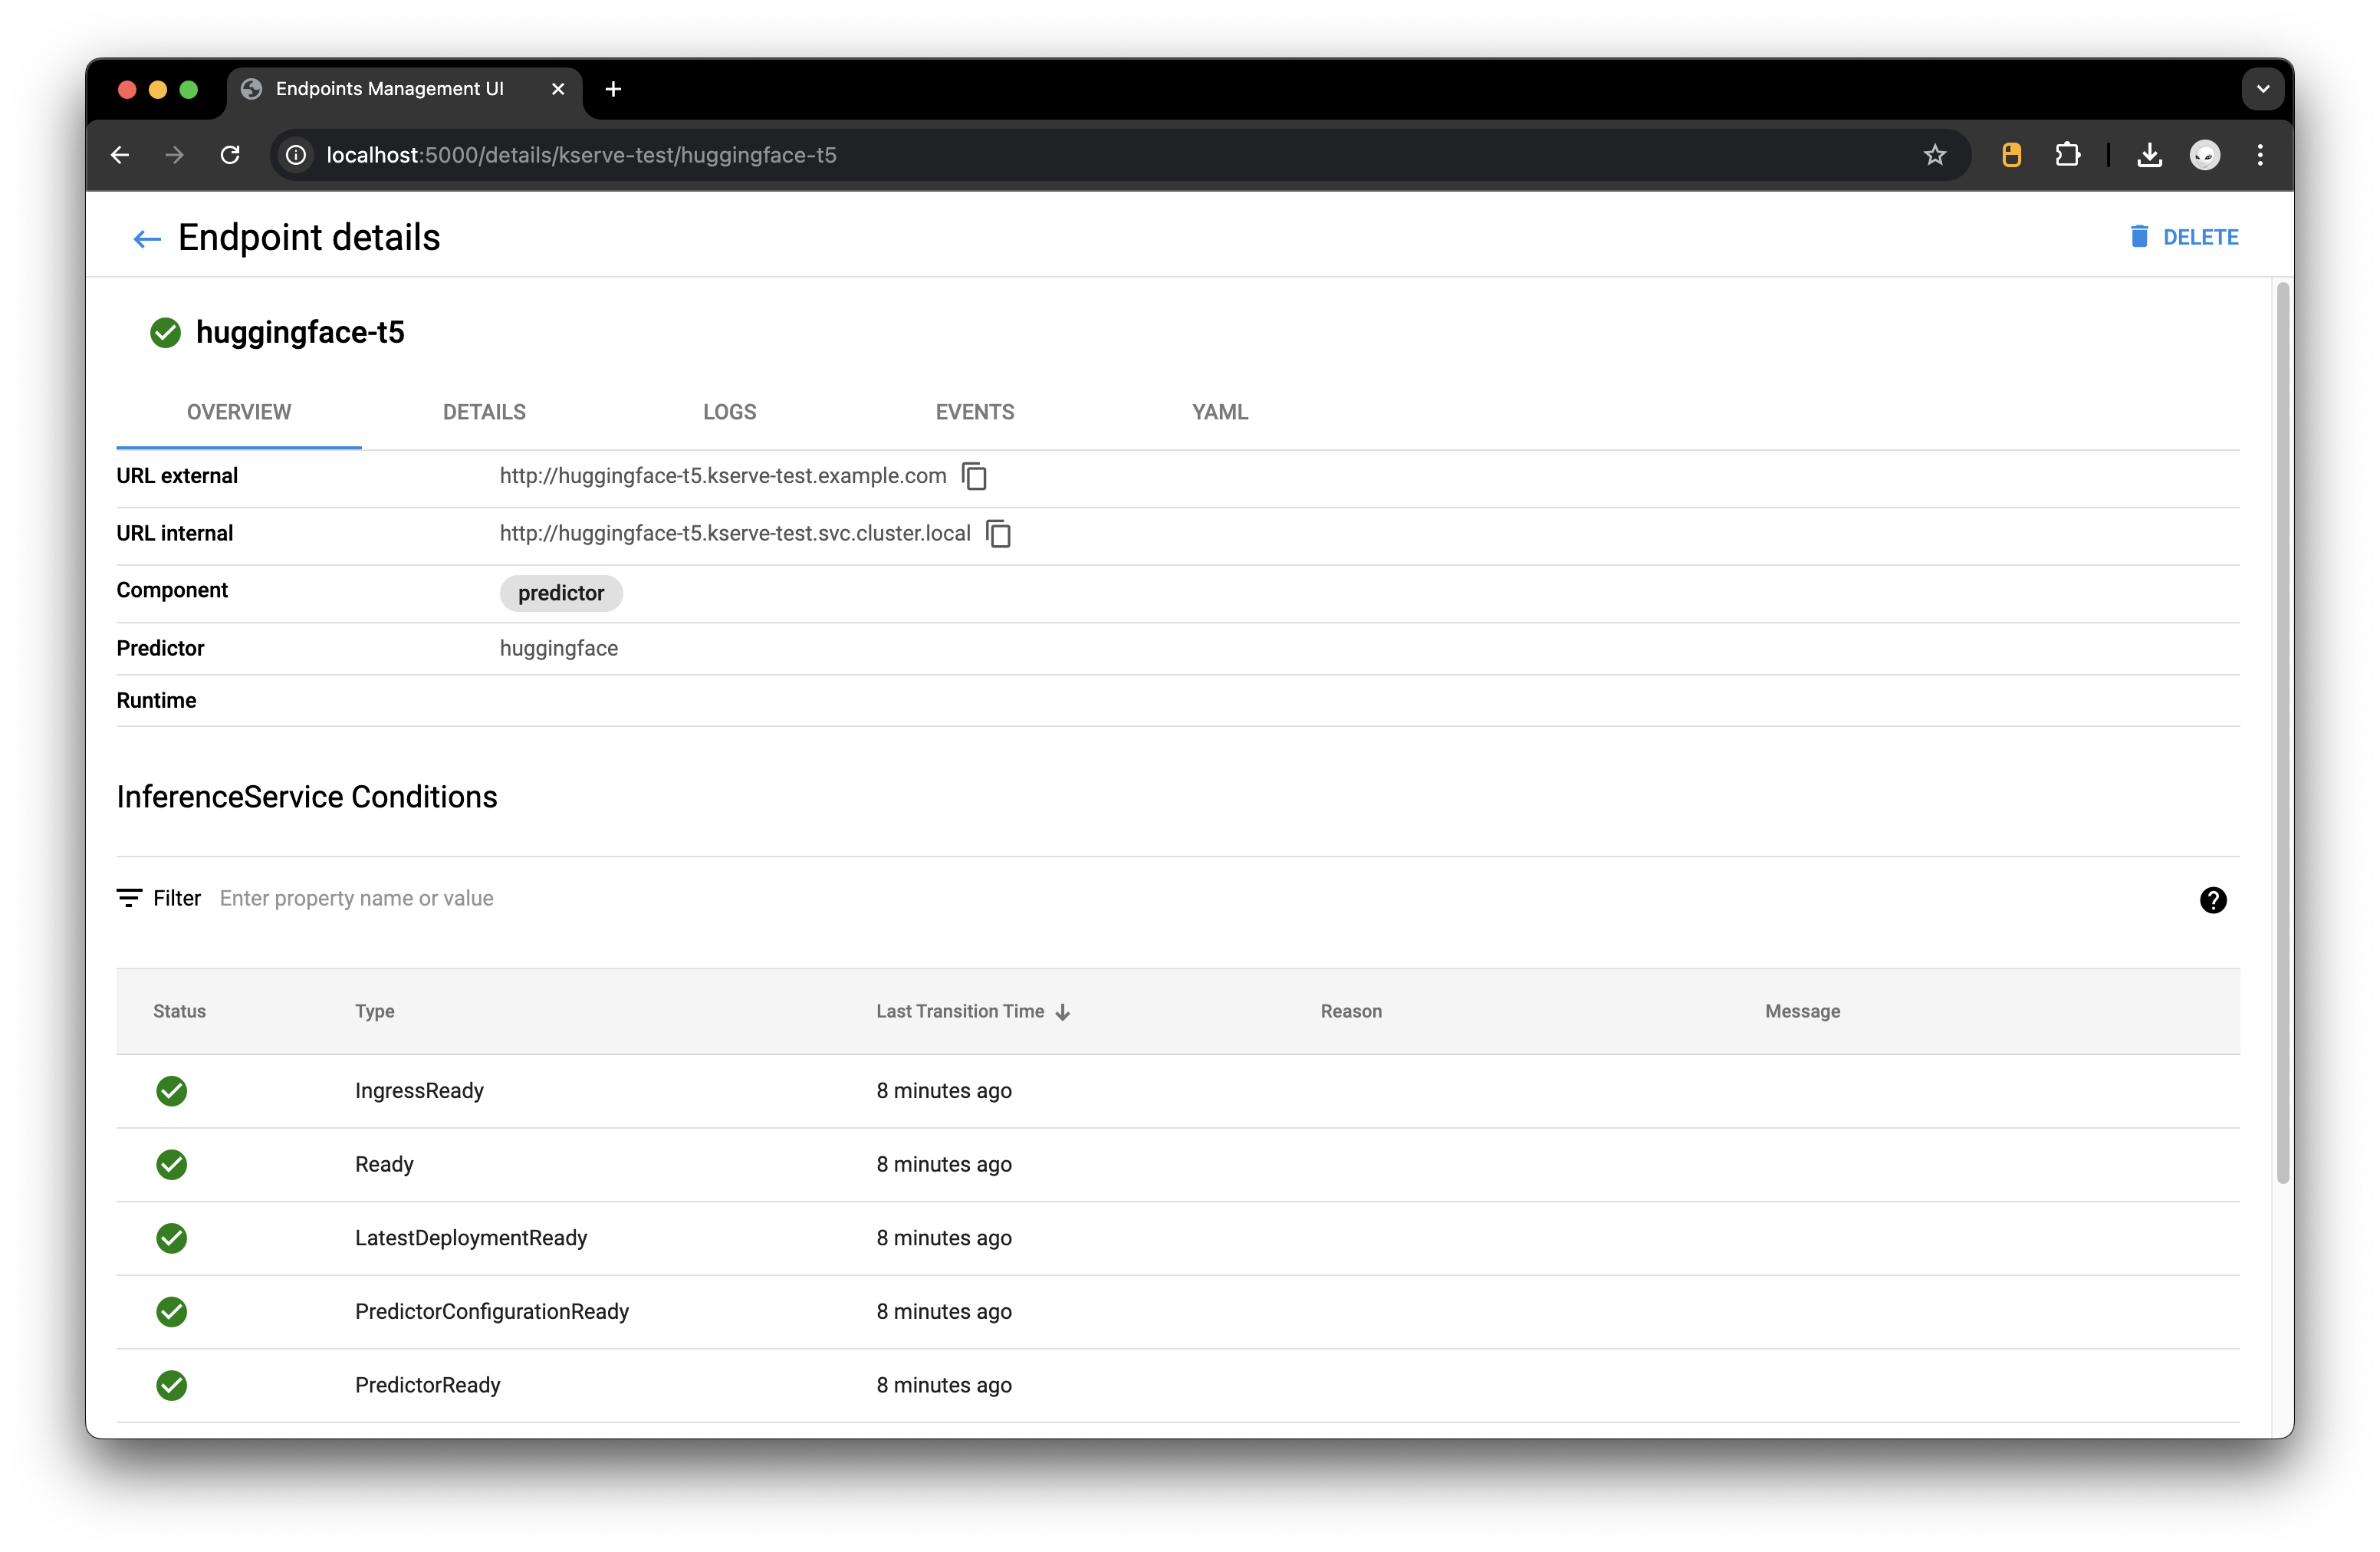 Endpoints Management UI
localhost:5000/details/kserve-test/huggingface-t5
Endpoint details
DELETE
huggingface-t5
OVERVIEW DETAILS LOGS EVENTS YAML
URL external http://huggingface-t5.kserve-test.example.com
URL internal http://huggingface-t5.kserve-test.svc.cluster.local
Component predictor
Predictor huggingface
Runtime
InferenceService Conditions
Filter Enter property name or value
Status Type Last Transition Time Reason Message
IngressReady 8 minutes ago
Ready 8 minutes ago
LatestDeploymentReady 8 minutes ago
PredictorConfigurationReady 8 minutes ago
PredictorReady 8 minutes ago